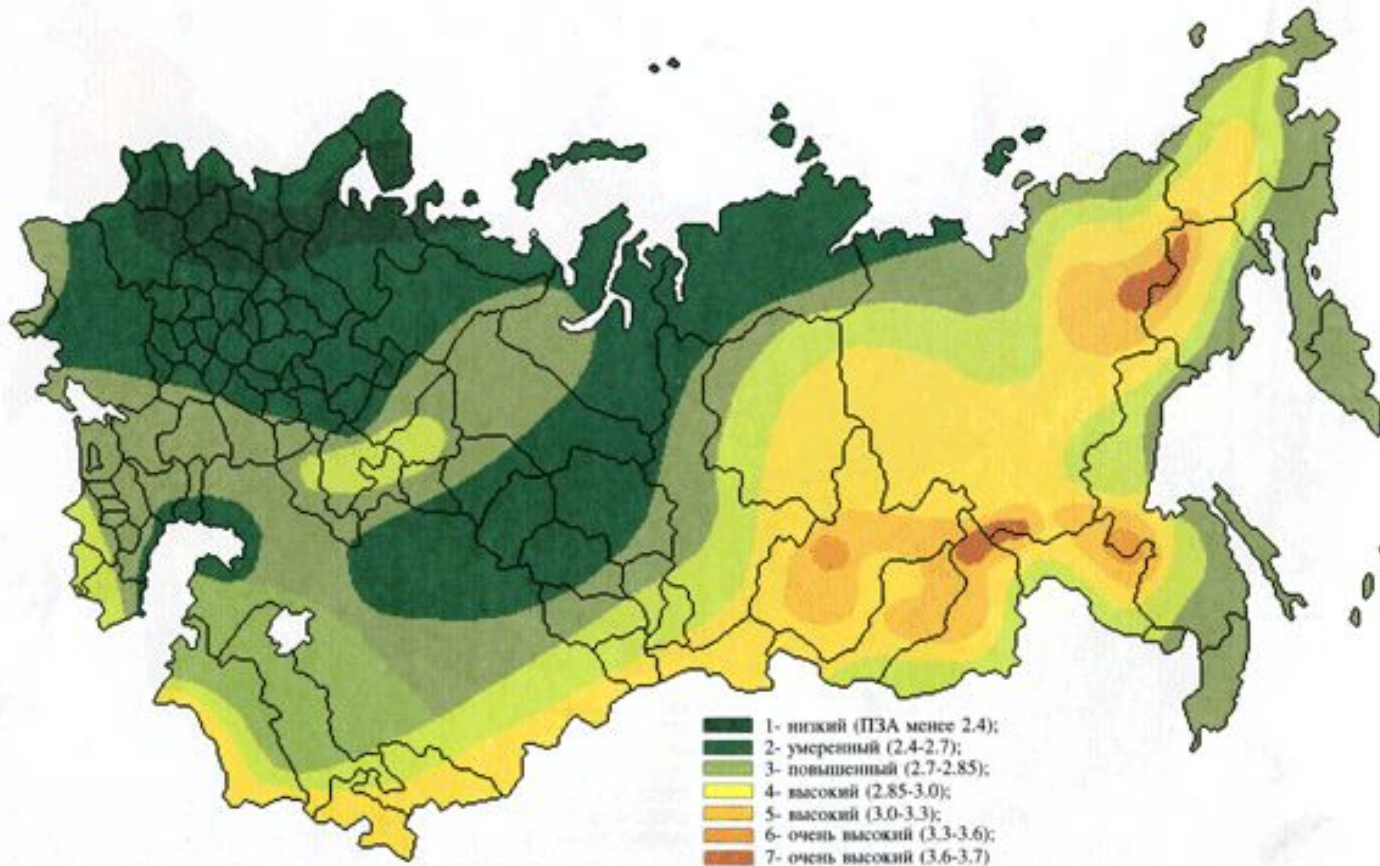 1- низкий (ПЗА менее 2.4);
2- умеренный (2.4-2.7);
3- повышенный (2.7-2.85);
4- высокий (2.85-3.0);
5- высокий (3.0-3.3);
6- очень высокий (3.3-3.6);
7- очень высокий (3.6-3.7)